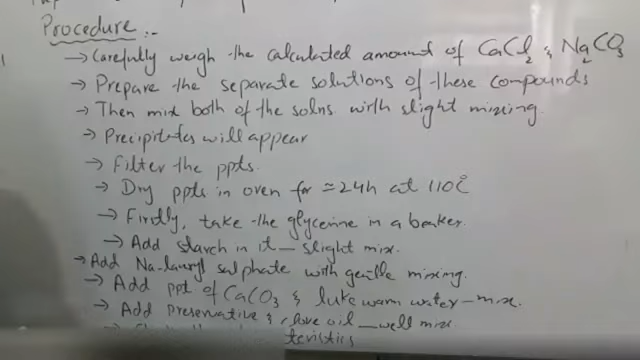 Procedure:-
→ Carefully weigh the calculated amount of CaCl2 & Na2CO3
→ Prepare the separate solutions of these compounds
→ Then mix both of the solns. with slight mixing.
→ Precipitates will appear
→ Filter the ppts.
→ Dry ppts in oven for ≃24h at 110°C
→ Firstly, take the glycerine in a beaker.
→ Add starch in it — slight mix.
→ Add Na-lauryl sulphate with gentle mixing.
→ Add ppt of CaCO3 & luke warm water - mix.
→ Add preservative & clove oil — well mix